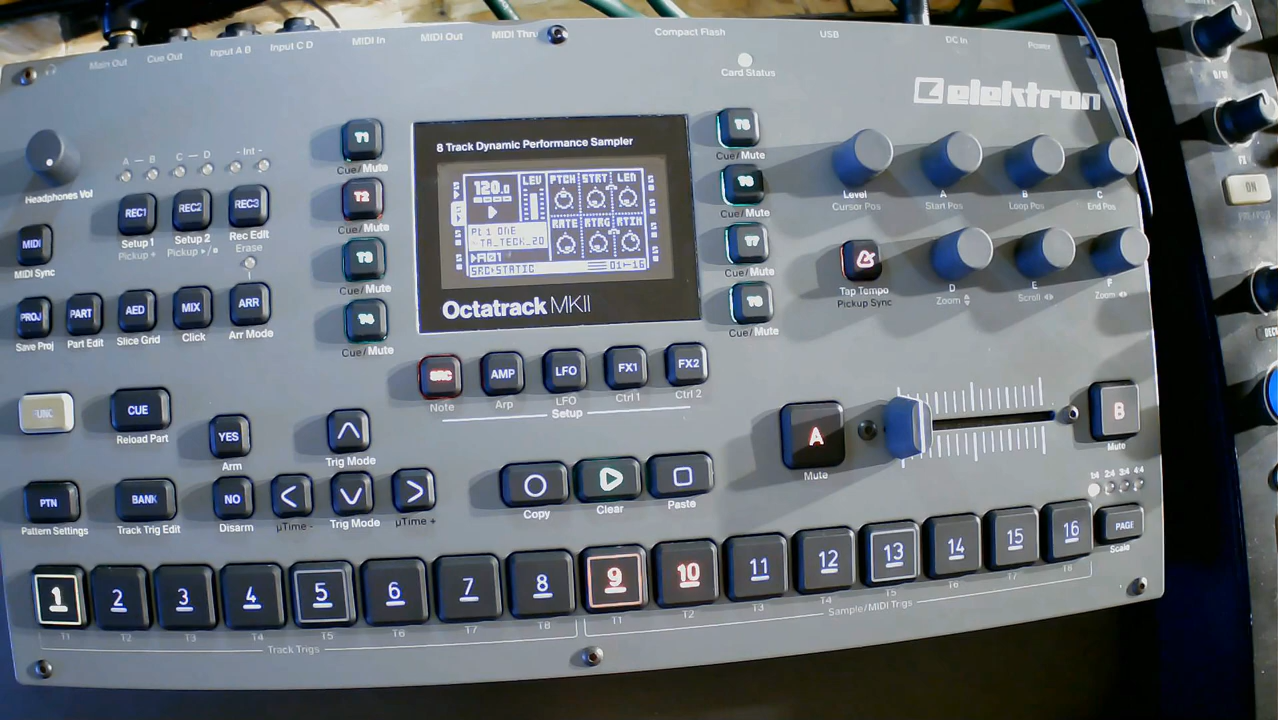 Main Out
Cue Out
Input A B
Input C D
MIDI In
MIDI Out
MIDI Thru
Compact Flash
USB
DC In
Power
Card Status
elektron
Headphones Vol
A B
C D
- Int -
REC1
REC2
REC3
Setup 1
Setup 2
Rec Edit
Erase
MIDI
MIDI Sync
PROJ
PART
AED
MIX
ARR
Save Proj
Part Edit
Slice Grid
Click
Arr Mode
T1
Cue/Mute
T2
Cue/Mute
T3
Cue/Mute
T4
Cue/Mute
8 Track Dynamic Performance Sampler
120.0
LEV
PTCH
STRT
LEN
RATE
RTRG
RTIM
PL1 ONE
A01
SRC
STATIC
Octatrack MKII
T5
Cue/Mute
T6
Cue/Mute
T7
Cue/Mute
T8
Cue/Mute
Level
Cursor Pos
A
Start Pos
B
Loop Pos
C
End Pos
Tap Tempo
Pickup Sync
D
Zoom
E
Scroll
F
Zoom
SRC
AMP
LFO
FX1
FX2
Note
Arp
LFO
Ctrl 1
Ctrl 2
Setup
FUNC
CUE
Reload Part
YES
Arm
Trig Mode
PTN
BANK
NO
Pattern Settings
Track Trig Edit
Disarm
µTime -
Trig Mode
µTime +
Copy
Clear
Paste
A
Mute
B
Mute
1:4 2:4 3:4 4:4
PAGE
Scale
1 2 3 4 5 6 7 8 9 10 11 12 13 14 15 16
T1 T2 T3 T4 T5 T6 T7 T8 T1 T2 T3 T4 T5 T6 T7 T8
Track Trigs
Sample/MIDI Trigs
F1
ON